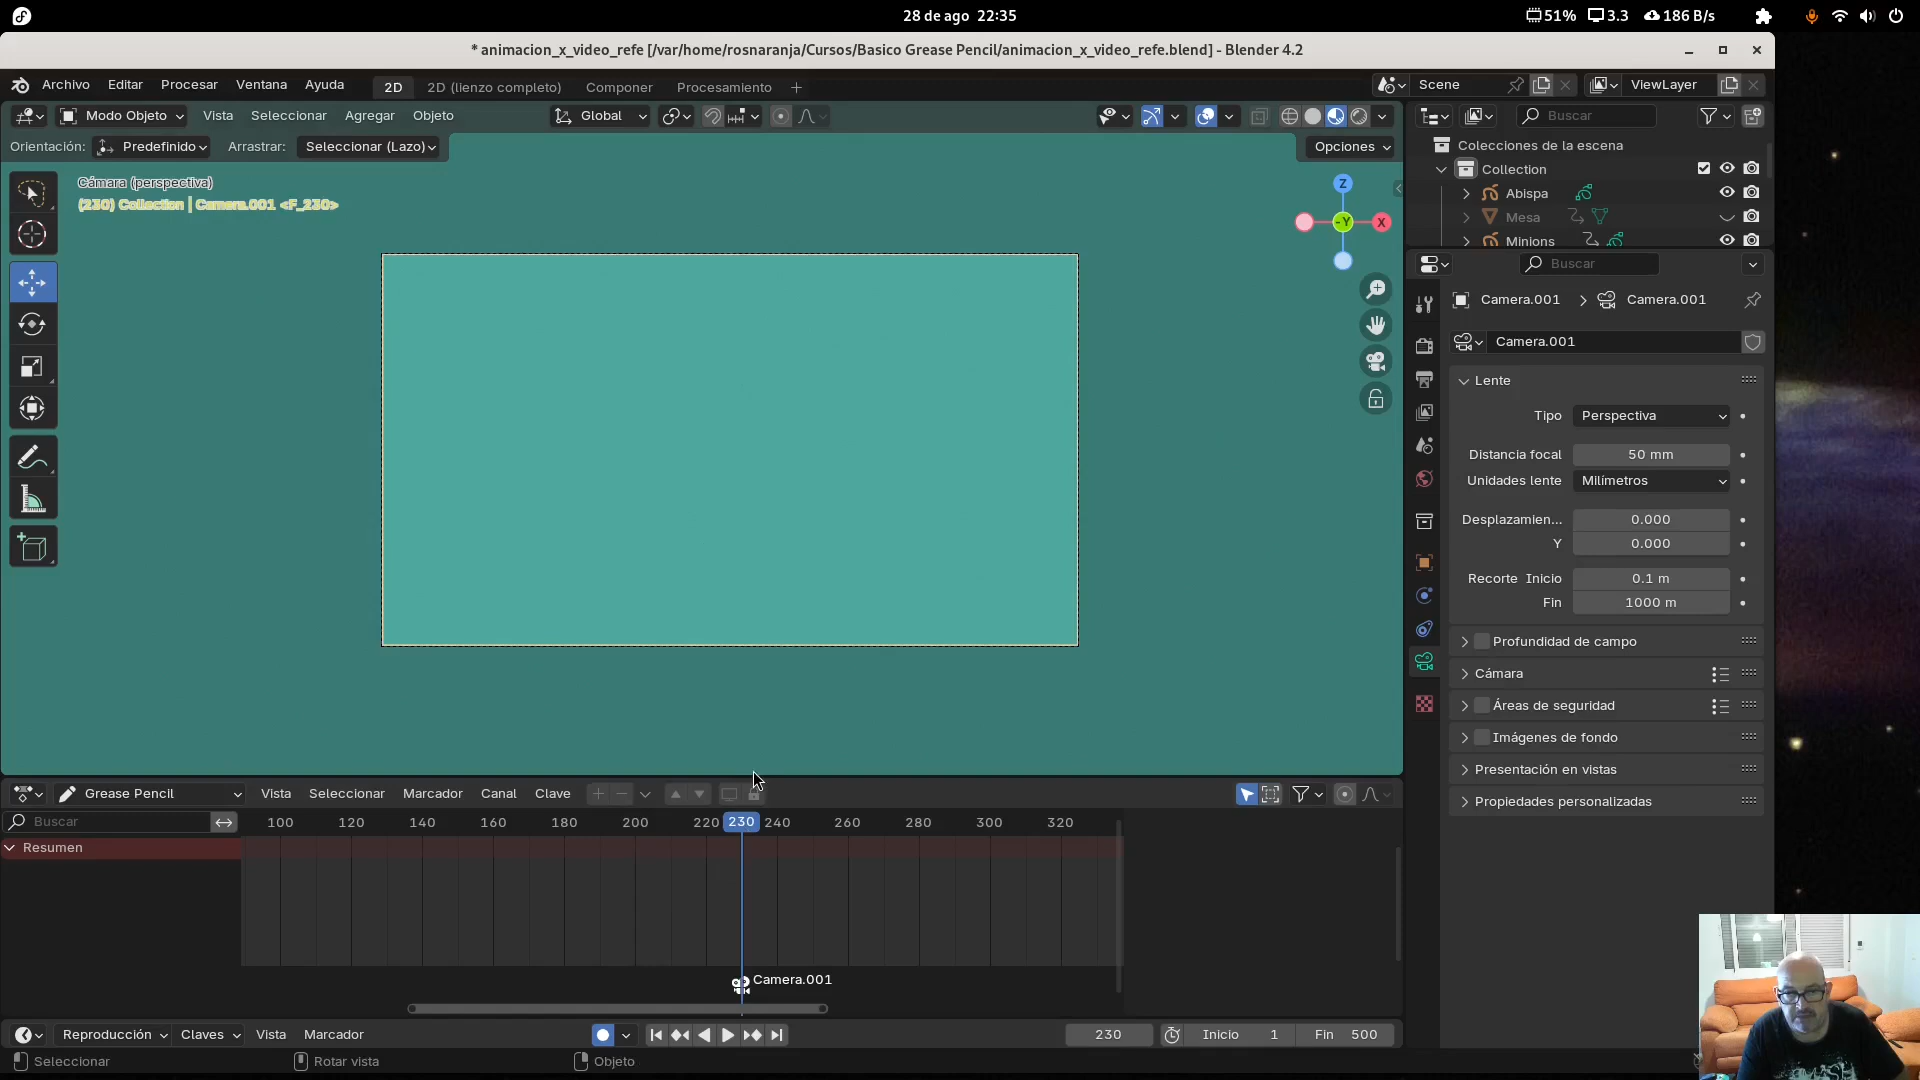 28 de ago 22:35
51% 3.3 186 B/s
* animacion_x_video_refe [/var/home/rosnaranja/Cursos/Basico Grease Pencil/animacion_x_video_refe.blend] - Blender 4.2
Archivo Editar Procesar Ventana Ayuda 2D 2D (lienzo completo) Componer Procesamiento + Scene ViewLayer
Modo Objeto Vista Seleccionar Agregar Objeto Global Buscar
Orientación: Predefinido Arrastrar: Seleccionar (Lazo) Opciones
Colecciones de la escena
Collection
Abispa
Mesa
Minions
Cámara (perspectiva)
(230) Collection | Camera.001 <F_230>
Z
-Y X
Buscar
Camera.001 > Camera.001
Camera.001
Lente
Tipo Perspectiva
Distancia focal 50 mm
Unidades lente Milímetros
Desplazamien... 0.000
Y 0.000
Recorte Inicio 0.1 m
Fin 1000 m
Profundidad de campo
Cámara
Áreas de seguridad
Imágenes de fondo
Presentación en vistas
Propiedades personalizadas
Grease Pencil Vista Seleccionar Marcador Canal Clave
Buscar 100 120 140 160 180 200 220 230 240 260 280 300 320
Resumen
Camera.001
Reproducción Claves Vista Marcador 230 Inicio 1 Fin 500
Seleccionar Rotar vista Objeto